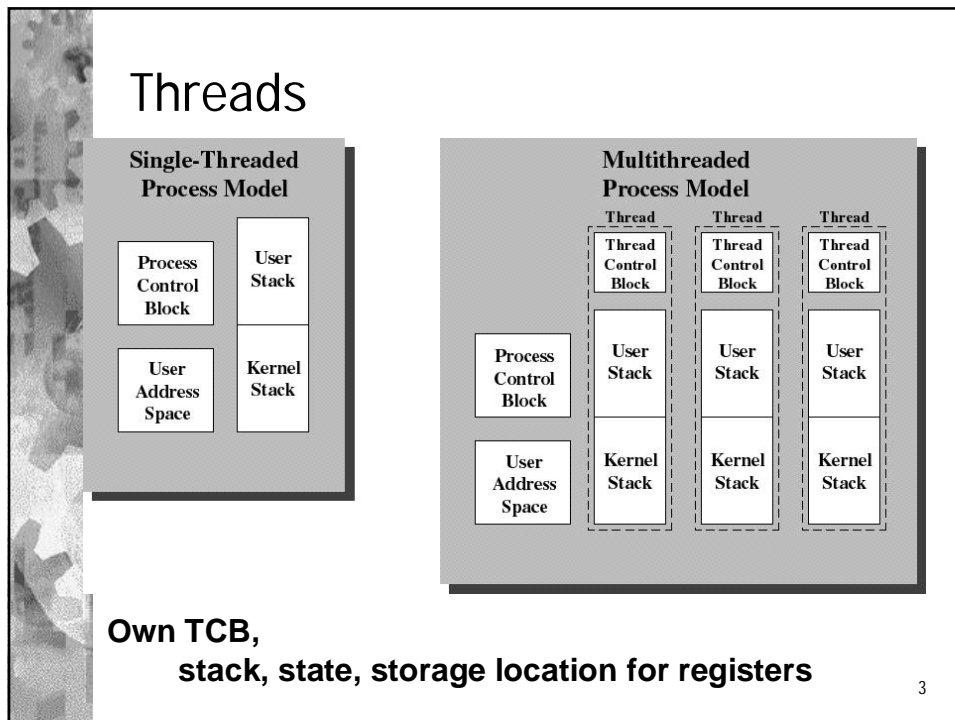 Threads
Single-Threaded
Process Model
Process
Control
Block
User
Stack
User
Address
Space
Kernel
Stack
Multithreaded
Process Model
Thread
Thread
Thread
Thread
Control
Block
Thread
Control
Block
Thread
Control
Block
Process
Control
Block
User
Stack
User
Stack
User
Stack
User
Address
Space
Kernel
Stack
Kernel
Stack
Kernel
Stack
Own TCB,
stack, state, storage location for registers
3